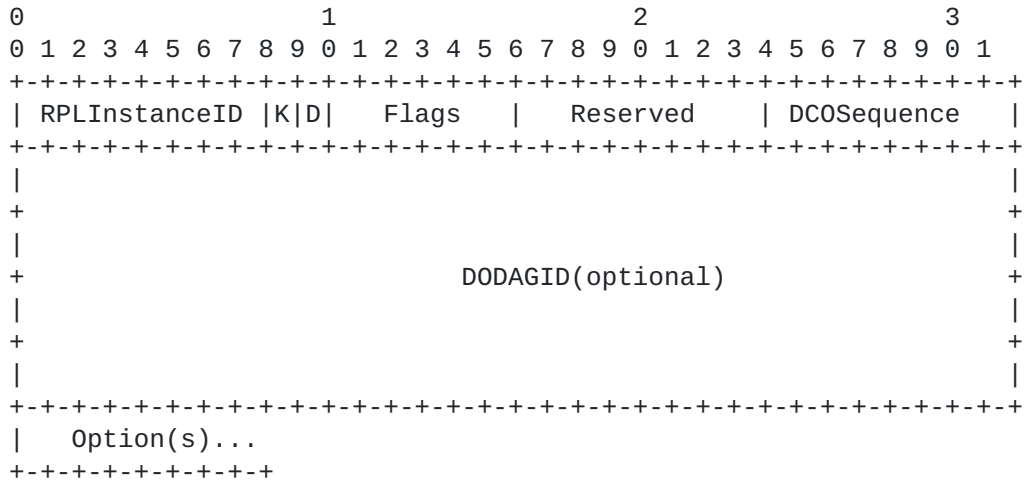 0                   1                   2                   3
0 1 2 3 4 5 6 7 8 9 0 1 2 3 4 5 6 7 8 9 0 1 2 3 4 5 6 7 8 9 0 1
+-+-+-+-+-+-+-+-+-+-+-+-+-+-+-+-+-+-+-+-+-+-+-+-+-+-+-+-+-+-+-+-+
| RPLInstanceID |K|D|   Flags   |   Reserved    | DCOSequence   |
+-+-+-+-+-+-+-+-+-+-+-+-+-+-+-+-+-+-+-+-+-+-+-+-+-+-+-+-+-+-+-+-+
|                                                               |
+                                                               +
|                                                               |
+                            DODAGID(optional)                  +
|                                                               |
+                                                               +
|                                                               |
+-+-+-+-+-+-+-+-+-+-+-+-+-+-+-+-+-+-+-+-+-+-+-+-+-+-+-+-+-+-+-+-+
|   Option(s)...
+-+-+-+-+-+-+-+-+